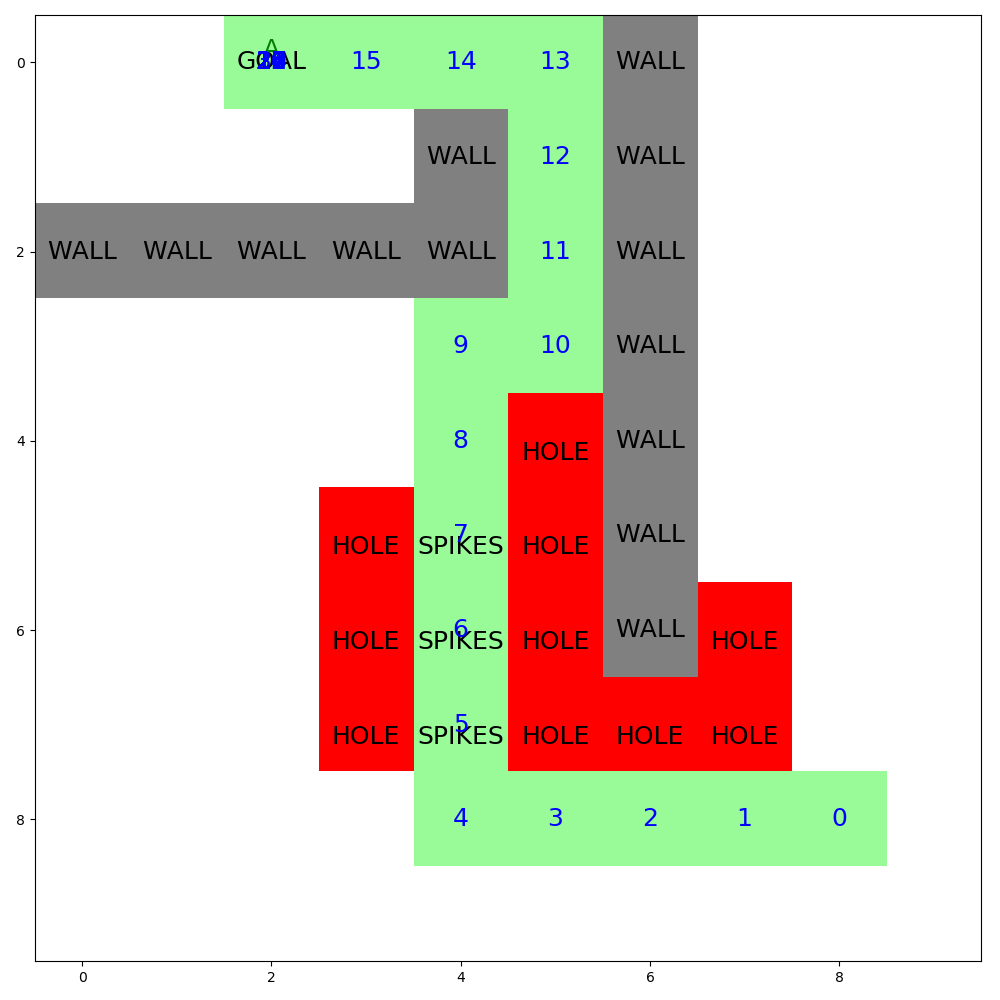 A
0 GOAL 15 14 13 WALL
WALL 12 WALL
2 WALL WALL WALL WALL WALL 11 WALL
9 10 WALL
4 8 HOLE WALL
HOLE SPIKES 7 HOLE WALL
6 HOLE SPIKES 6 HOLE WALL HOLE
HOLE SPIKES 5 HOLE HOLE HOLE
8 4 3 2 1 0
0 2 4 6 8